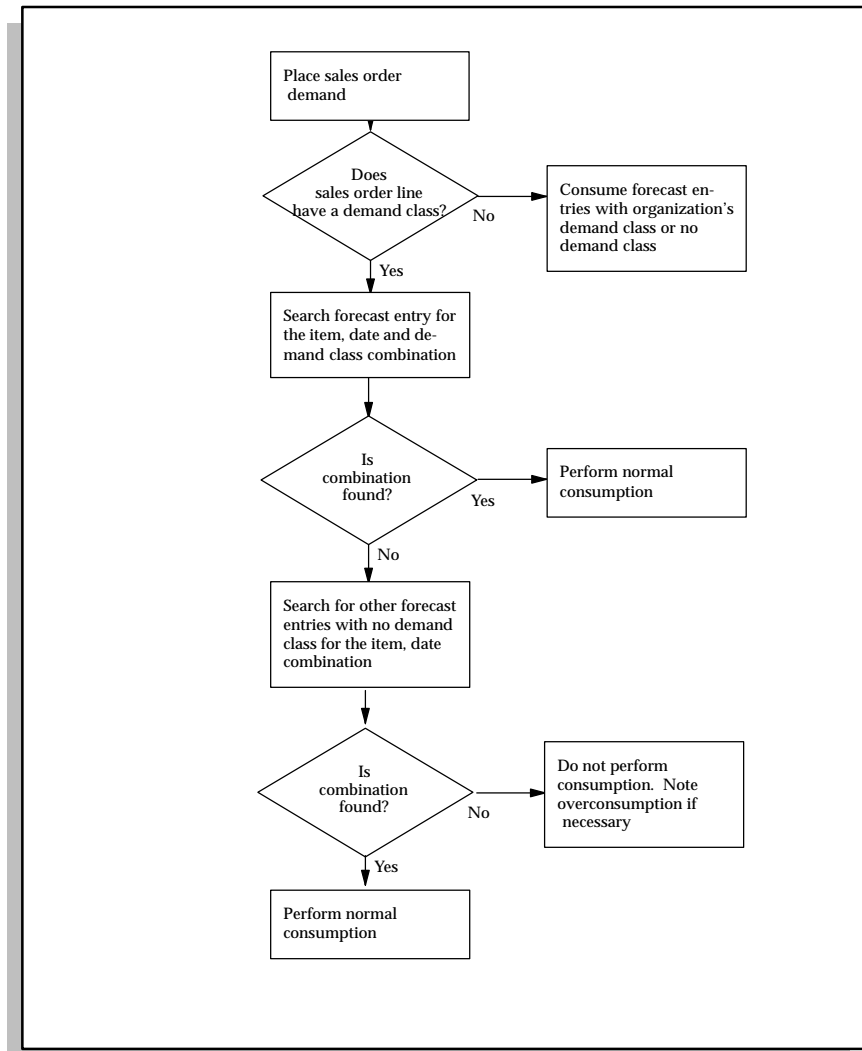 Place sales order
demand
Does
sales order line
have a demand class?
No
Consume forecast en-
tries with organization's
demand class or no
demand class
Yes
Search forecast entry for
the item, date and de-
mand class combination
Is
combination
found?
Yes
Perform normal
consumption
No
Search for other forecast
entries with no demand
class for the item, date
combination
Is
combination
found?
No
Do not perform
consumption.  Note
overconsumption if
necessary
Yes
Perform normal
consumption